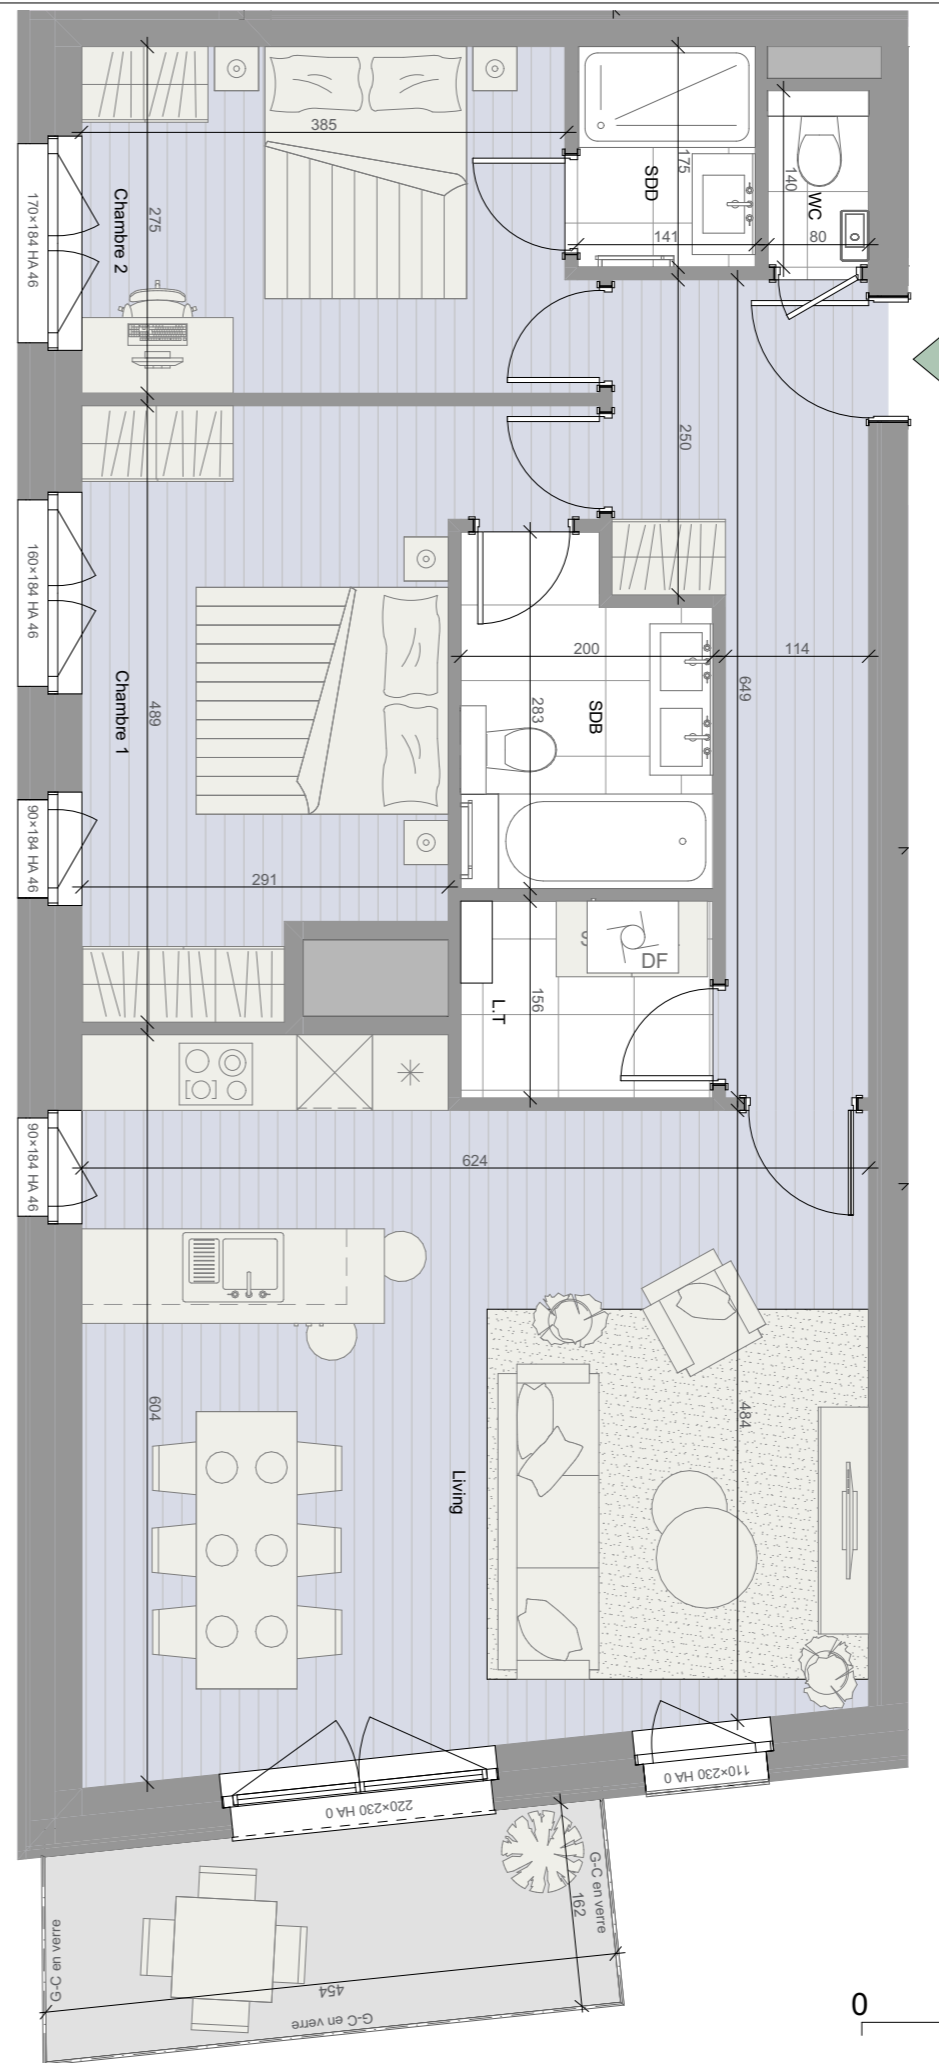 385
175
SDD
141
140
WC
80
170×184 HA 46
Chambre 2
275
250
160×184 HA 46
Chambre 1
489
200
283
SDB
114
649
90×184 HA 46
291
DF
156
L.T
90×184 HA 46
624
604
Living
484
220×230 HA 0
110×230 HA 0
G-C en verre
162
G-C en verre
454
G-C en verre
0